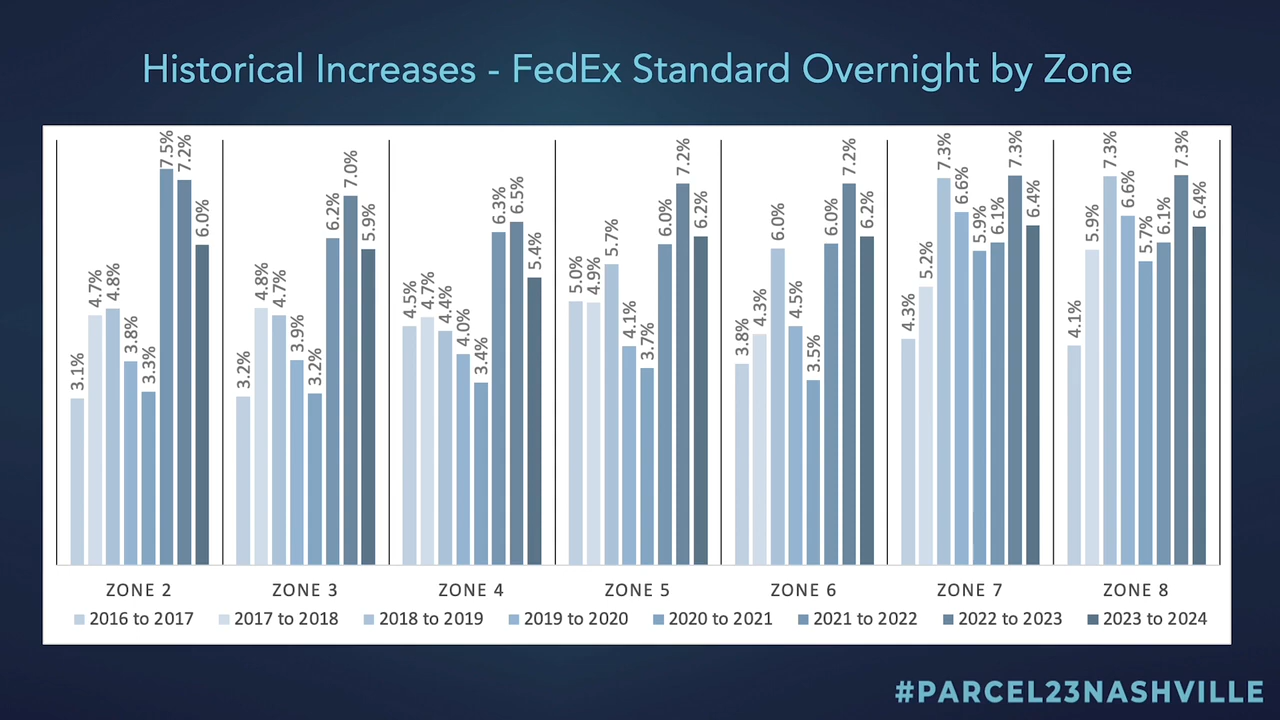 Historical Increases - FedEx Standard Overnight by Zone
3.1% 4.7% 4.8% 3.8% 3.3% 7.5% 7.2% 6.0%
3.2% 4.8% 4.7% 3.9% 3.2% 6.2% 7.0% 5.9%
4.5% 4.7% 4.4% 4.0% 3.4% 6.3% 6.5% 5.4%
5.0% 4.9% 5.7% 4.1% 3.7% 6.0% 7.2% 6.2%
3.8% 4.3% 6.0% 4.5% 3.5% 6.0% 7.2% 6.2%
4.3% 5.2% 7.3% 6.6% 5.9% 6.1% 7.3% 6.4%
4.1% 5.9% 7.3% 6.6% 5.7% 6.1% 7.3% 6.4%
ZONE 2 ZONE 3 ZONE 4 ZONE 5 ZONE 6 ZONE 7 ZONE 8
2016 to 2017 2017 to 2018 2018 to 2019 2019 to 2020 2020 to 2021 2021 to 2022 2022 to 2023 2023 to 2024
#PARCEL23NASHVILLE